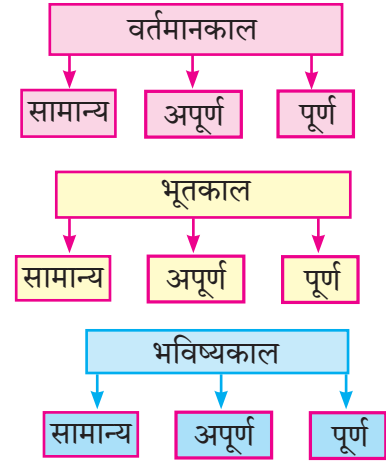 वर्तमानकाल
सामान्य अपूर्ण पूर्ण
भूतकाल
सामान्य अपूर्ण पूर्ण
भविष्यकाल
सामान्य अपूर्ण पूर्ण